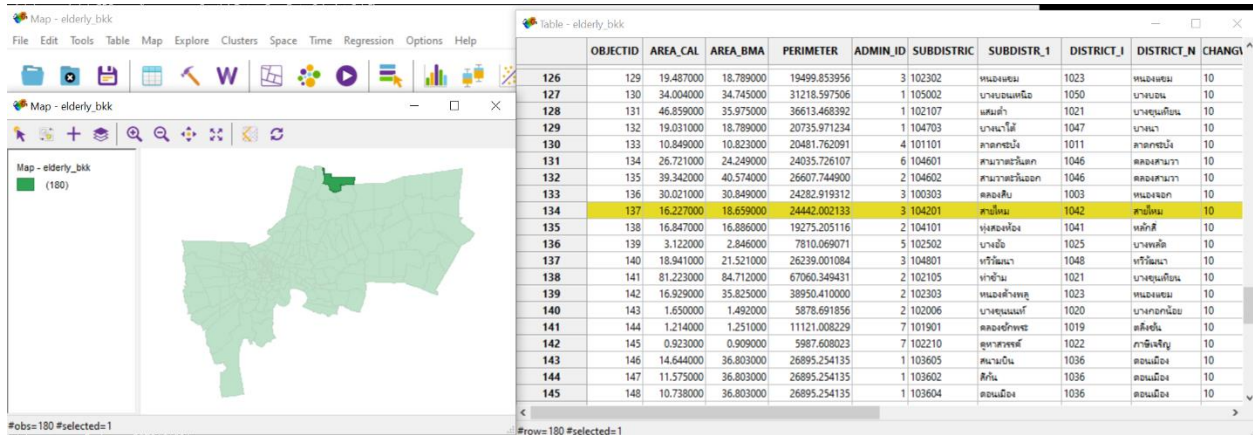 Map - elderly_bkk
File Edit Tools Table Map Explore Clusters Space Time Regression Options Help
Map - elderly_bkk
Map - elderly_bkk
(180)
#obs=180 #selected=1
Table - elderly_bkk
OBJECTID AREA_CAL AREA_BMA PERIMETER ADMIN_ID SUBDISTRIC SUBDISTR_1 DISTRICT_I DISTRICT_N CHANGW
126 129 19.487000 18.789000 19499.853956 3 102302 หนองแขม 1023 หนองแขม 10
127 130 34.004000 34.745000 31218.597506 1 105002 บางบอนเหนือ 1050 บางบอน 10
128 131 46.859000 35.975000 36613.468392 1 102107 แสมดำ 1021 บางขุนเทียน 10
129 132 19.031000 18.789000 20735.971234 1 104703 บางนาใต้ 1047 บางนา 10
130 133 10.849000 10.823000 20481.762091 4 101101 ลาดกระบัง 1011 ลาดกระบัง 10
131 134 26.721000 24.249000 24035.726107 6 104601 สามวาตะวันตก 1046 คลองสามวา 10
132 135 39.342000 40.574000 26607.744900 2 104602 สามวาตะวันออก 1046 คลองสามวา 10
133 136 30.021000 30.849000 24282.919312 3 100303 คลองสิบ 1003 หนองจอก 10
134 137 16.227000 18.659000 24442.002133 3 104201 สายไหม 1042 สายไหม 10
135 138 16.847000 16.886000 19275.205116 2 104101 ทุ่งสองห้อง 1041 หลักสี่ 10
136 139 3.122000 2.846000 7810.069071 5 102502 บางอ้อ 1025 บางพลัด 10
137 140 18.941000 21.521000 26239.001084 3 104801 ทวีวัฒนา 1048 ทวีวัฒนา 10
138 141 81.223000 84.712000 67060.349431 2 102105 ท่าข้าม 1021 บางขุนเทียน 10
139 142 16.929000 35.825000 38950.410000 2 102303 หนองค้างพลู 1023 หนองแขม 10
140 143 1.650000 1.492000 5878.691856 2 102006 บางขุนนนท์ 1020 บางกอกน้อย 10
141 144 1.214000 1.251000 11121.008229 7 101901 คลองชักพระ 1019 ตลิ่งชัน 10
142 145 0.923000 0.909000 5987.608023 7 102210 คูหาสวรรค์ 1022 ภาษีเจริญ 10
143 146 14.644000 36.803000 26895.254135 1 103605 สนามบิน 1036 ดอนเมือง 10
144 147 11.575000 36.803000 26895.254135 1 103602 สีกัน 1036 ดอนเมือง 10
145 148 10.738000 36.803000 26895.254135 1 103604 ดอนเมือง 1036 ดอนเมือง 10
#row=180 #selected=1